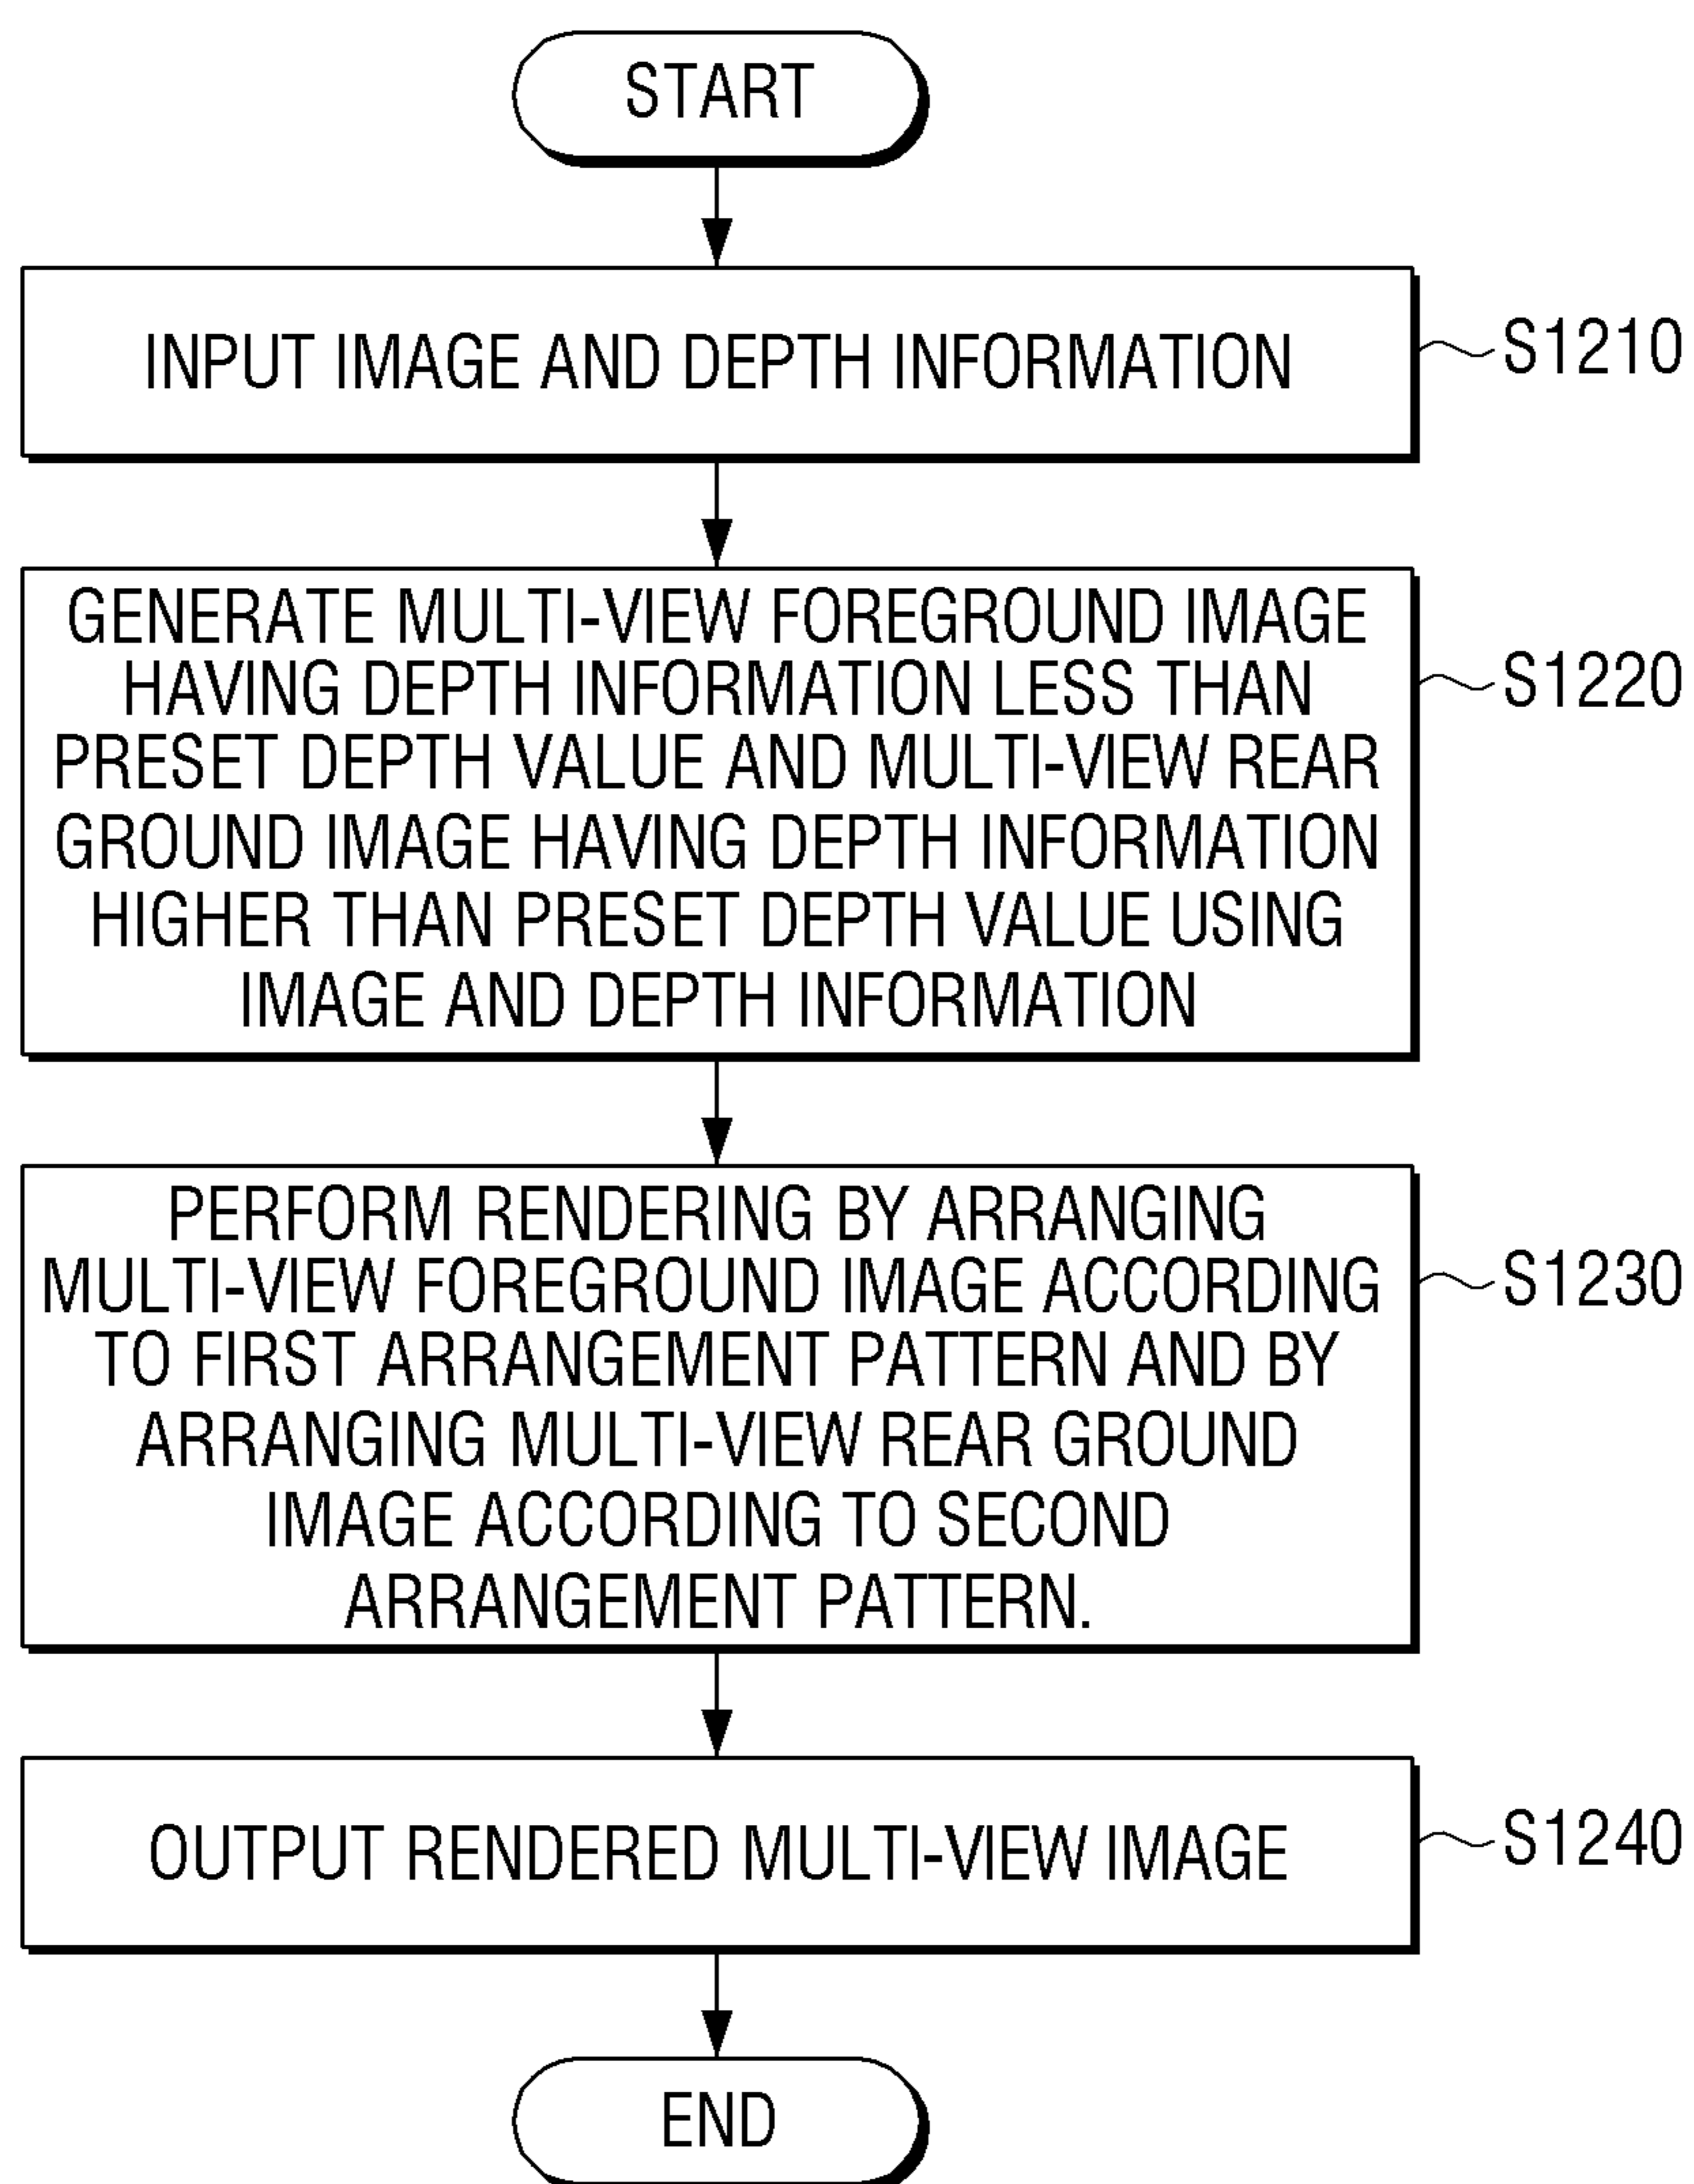 START
INPUT IMAGE AND DEPTH INFORMATION
S1210
GENERATE MULTI-VIEW FOREGROUND IMAGE
HAVING DEPTH INFORMATION LESS THAN
PRESET DEPTH VALUE AND MULTI-VIEW REAR
GROUND IMAGE HAVING DEPTH INFORMATION
HIGHER THAN PRESET DEPTH VALUE USING
IMAGE AND DEPTH INFORMATION
S1220
PERFORM RENDERING BY ARRANGING
MULTI-VIEW FOREGROUND IMAGE ACCORDING
TO FIRST ARRANGEMENT PATTERN AND BY
ARRANGING MULTI-VIEW REAR GROUND
IMAGE ACCORDING TO SECOND
ARRANGEMENT PATTERN.
S1230
OUTPUT RENDERED MULTI-VIEW IMAGE
S1240
END